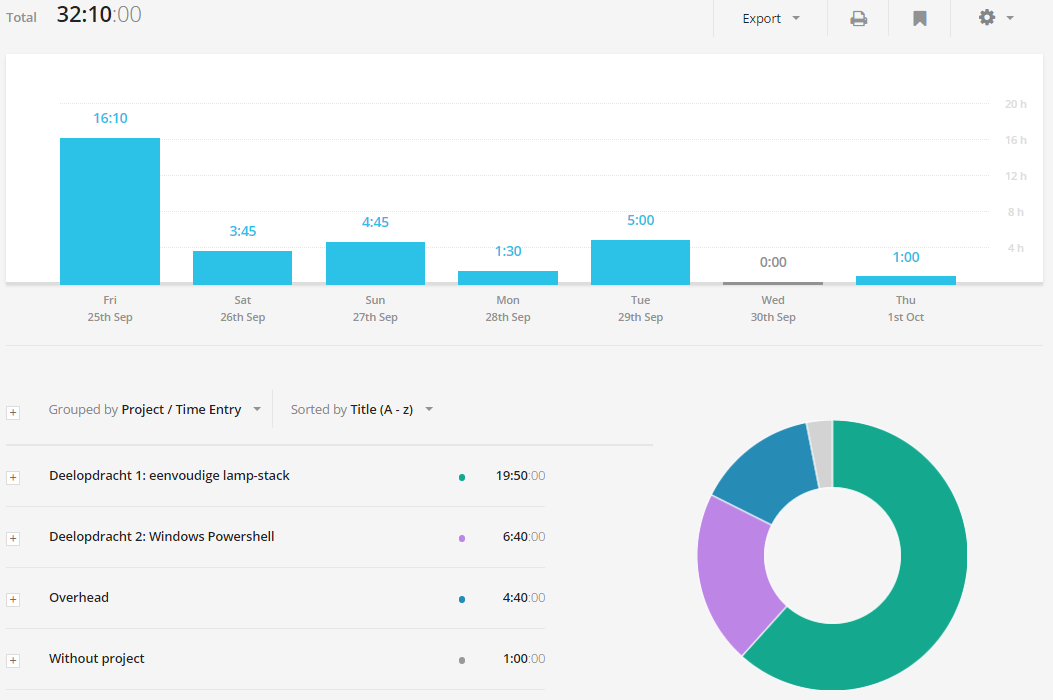 Total 32:10:00 Export
20 h
16:10
16 h
12 h
8 h
5:00
4:45
3:45
4 h
1:30
1:00
0:00
Fri Sat Sun Mon Tue Wed Thu
25th Sep 26th Sep 27th Sep 28th Sep 29th Sep 30th Sep 1st Oct
Grouped by Project / Time Entry Sorted by Title (A - z)
Deelopdracht 1: eenvoudige lamp-stack 19:50:00
Deelopdracht 2: Windows Powershell 6:40:00
Overhead 4:40:00
Without project 1:00:00